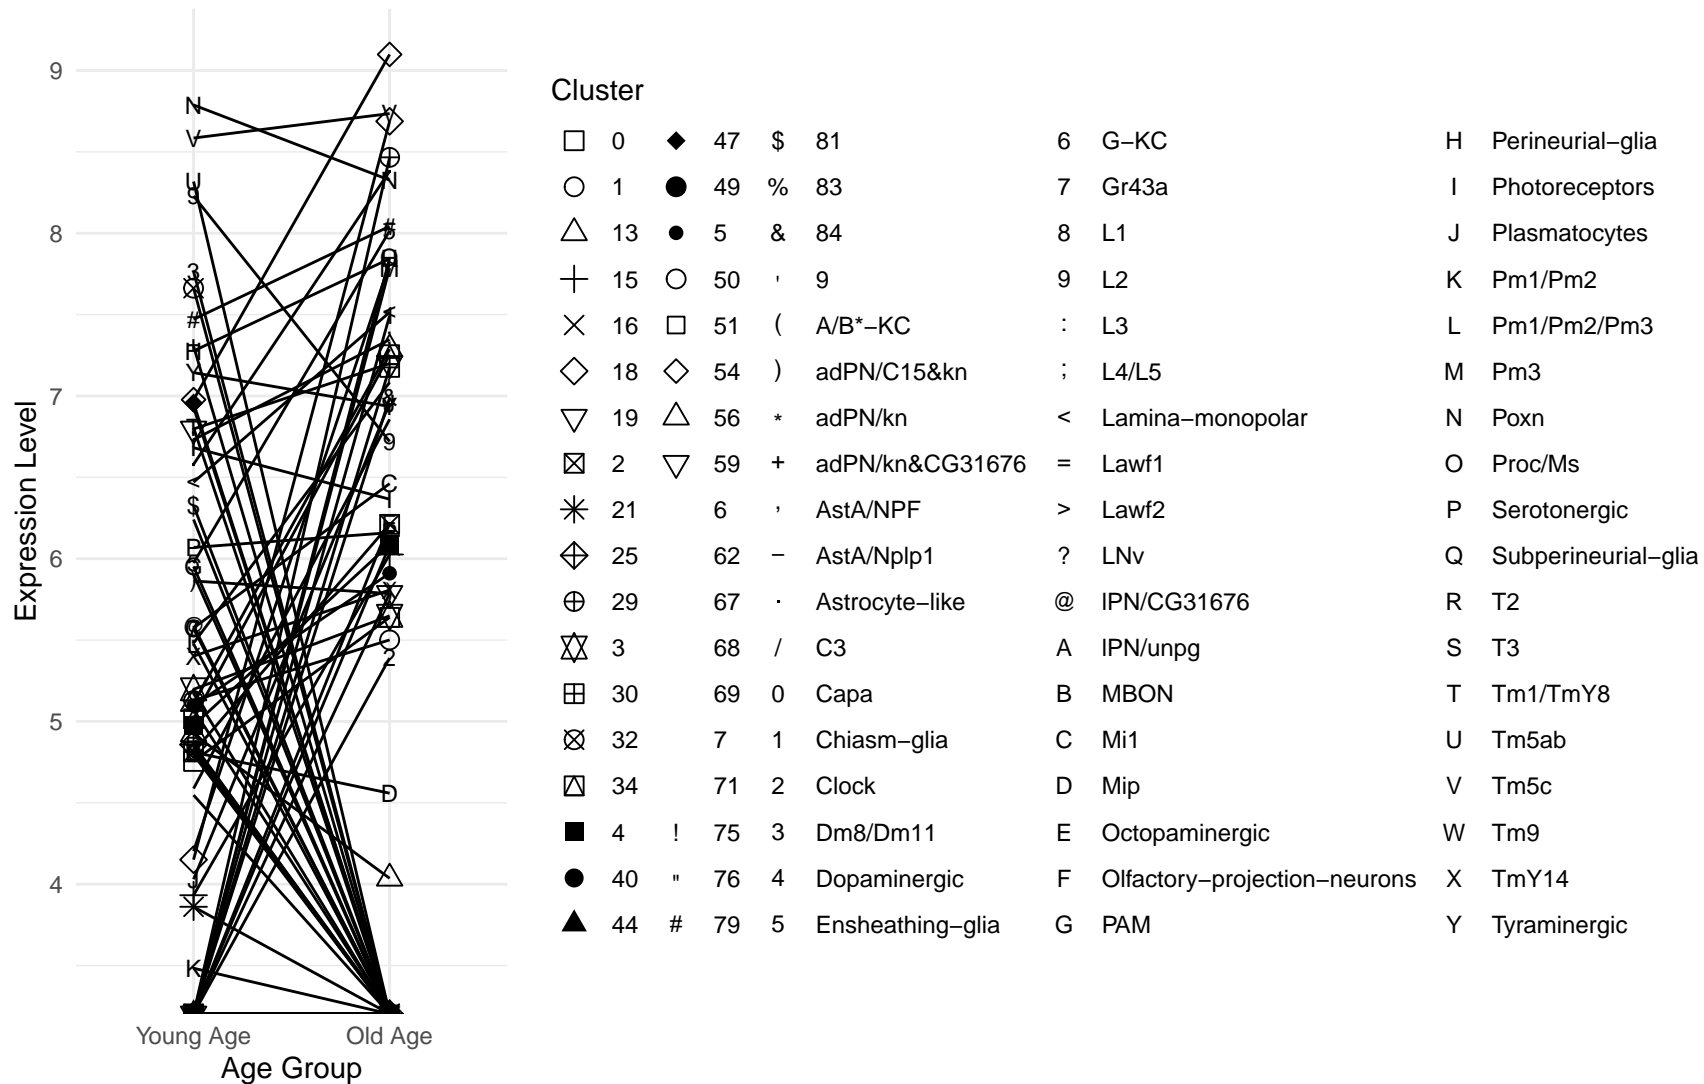 Cluster
0 47 $ 81 6 G−KC H Perineurial−glia
1 49 % 83 7 Gr43a I Photoreceptors
13 5 & 84 8 L1 J Plasmatocytes
15 50 ' 9 9 L2 K Pm1/Pm2
16 51 ( A/B*−KC : L3 L Pm1/Pm2/Pm3
18 54 ) adPN/C15&kn ; L4/L5 M Pm3
19 56 * adPN/kn < Lamina−monopolar N Poxn
2 59 + adPN/kn&CG31676 = Lawf1 O Proc/Ms
21 6 , AstA/NPF > Lawf2 P Serotonergic
25 62 − AstA/Nplp1 ? LNv Q Subperineurial−glia
29 67 . Astrocyte−like @ lPN/CG31676 R T2
3 68 / C3 A lPN/unpg S T3
30 69 0 Capa B MBON T Tm1/TmY8
32 7 1 Chiasm−glia C Mi1 U Tm5ab
34 71 2 Clock D Mip V Tm5c
4 ! 75 3 Dm8/Dm11 E Octopaminergic W Tm9
40 " 76 4 Dopaminergic F Olfactory−projection−neurons X TmY14
44 # 79 5 Ensheathing−glia G PAM Y Tyraminergic
Expression Level
9
8
7
6
5
4
N
V
U
9
3
#
H
Y
<
$
B
K
V
N
#
9
C
2
D
Young Age Old Age
Age Group